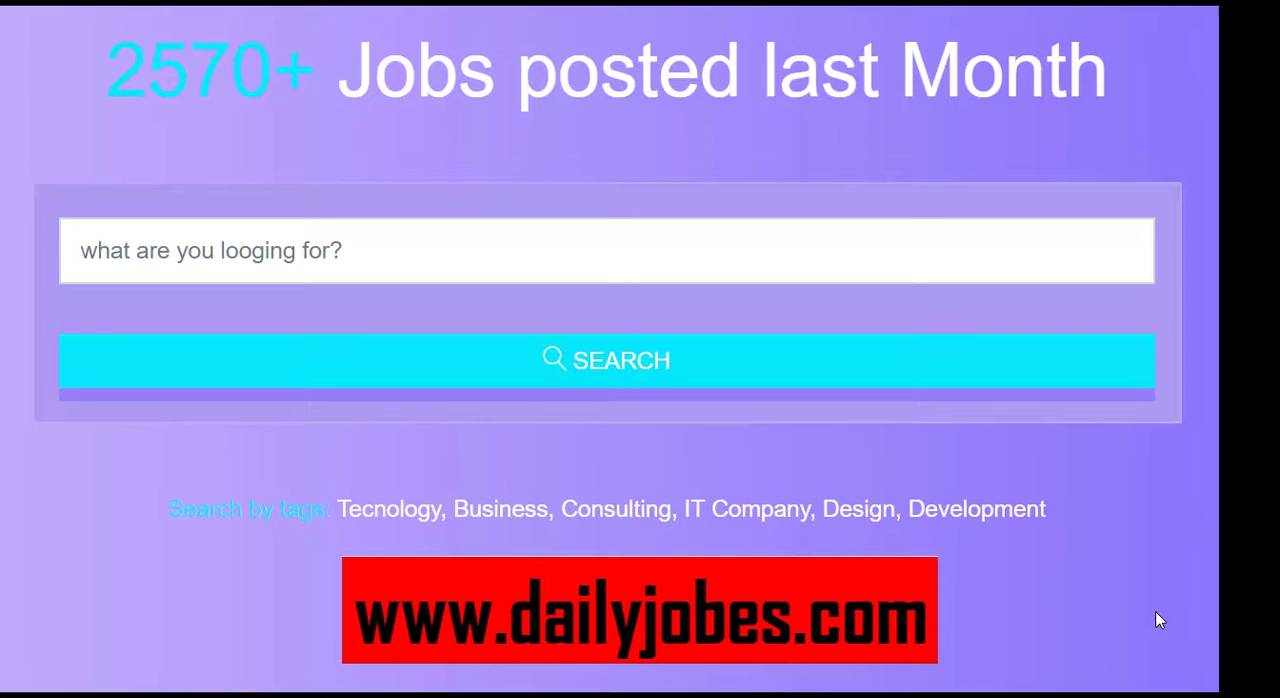 2570+ Jobs posted last Month
what are you looging for?
SEARCH
Search by tags: Tecnology, Business, Consulting, IT Company, Design, Development
www.dailyjobes.com